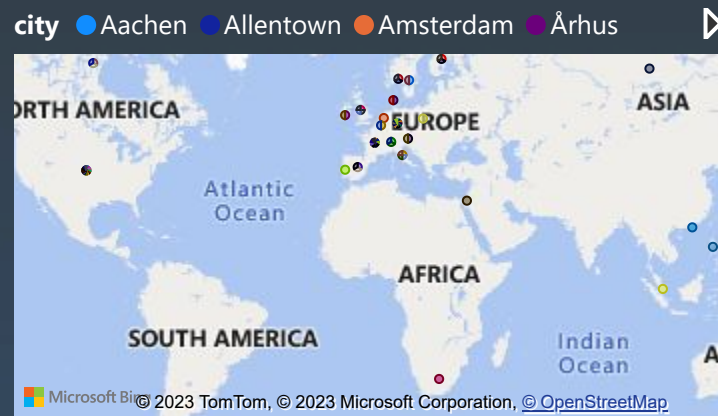 city Aachen Allentown Amsterdam Århus
ORTH AMERICA
ASIA
EUROPE
Atlantic
Ocean
AFRICA
SOUTH AMERICA
Indian
Ocean
A
Microsoft Bing
© 2023 TomTom, © 2023 Microsoft Corporation, © OpenStreetMap